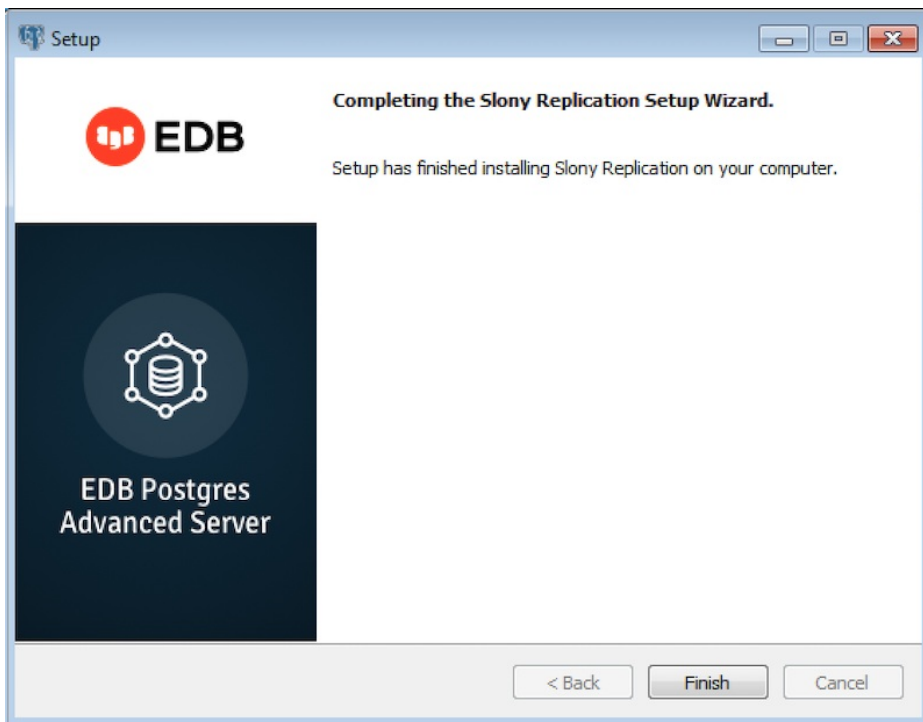 Setup
EDB
Completing the Slony Replication Setup Wizard.
Setup has finished installing Slony Replication on your computer.
EDB Postgres
Advanced Server
< Back
Finish
Cancel